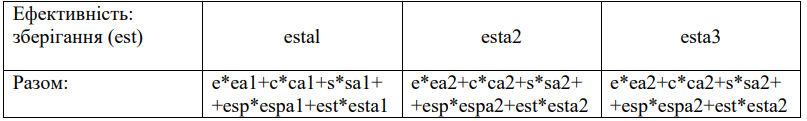 Ефективність:
зберігання (est)
esta1
esta2
esta3
Разом:
e*ea1+c*ca1+s*sa1+
+esp*espa1+est*esta1
e*ea2+c*ca2+s*sa2+
+esp*espa2+est*esta2
e*ea2+c*ca2+s*sa2+
+esp*espa2+est*esta2